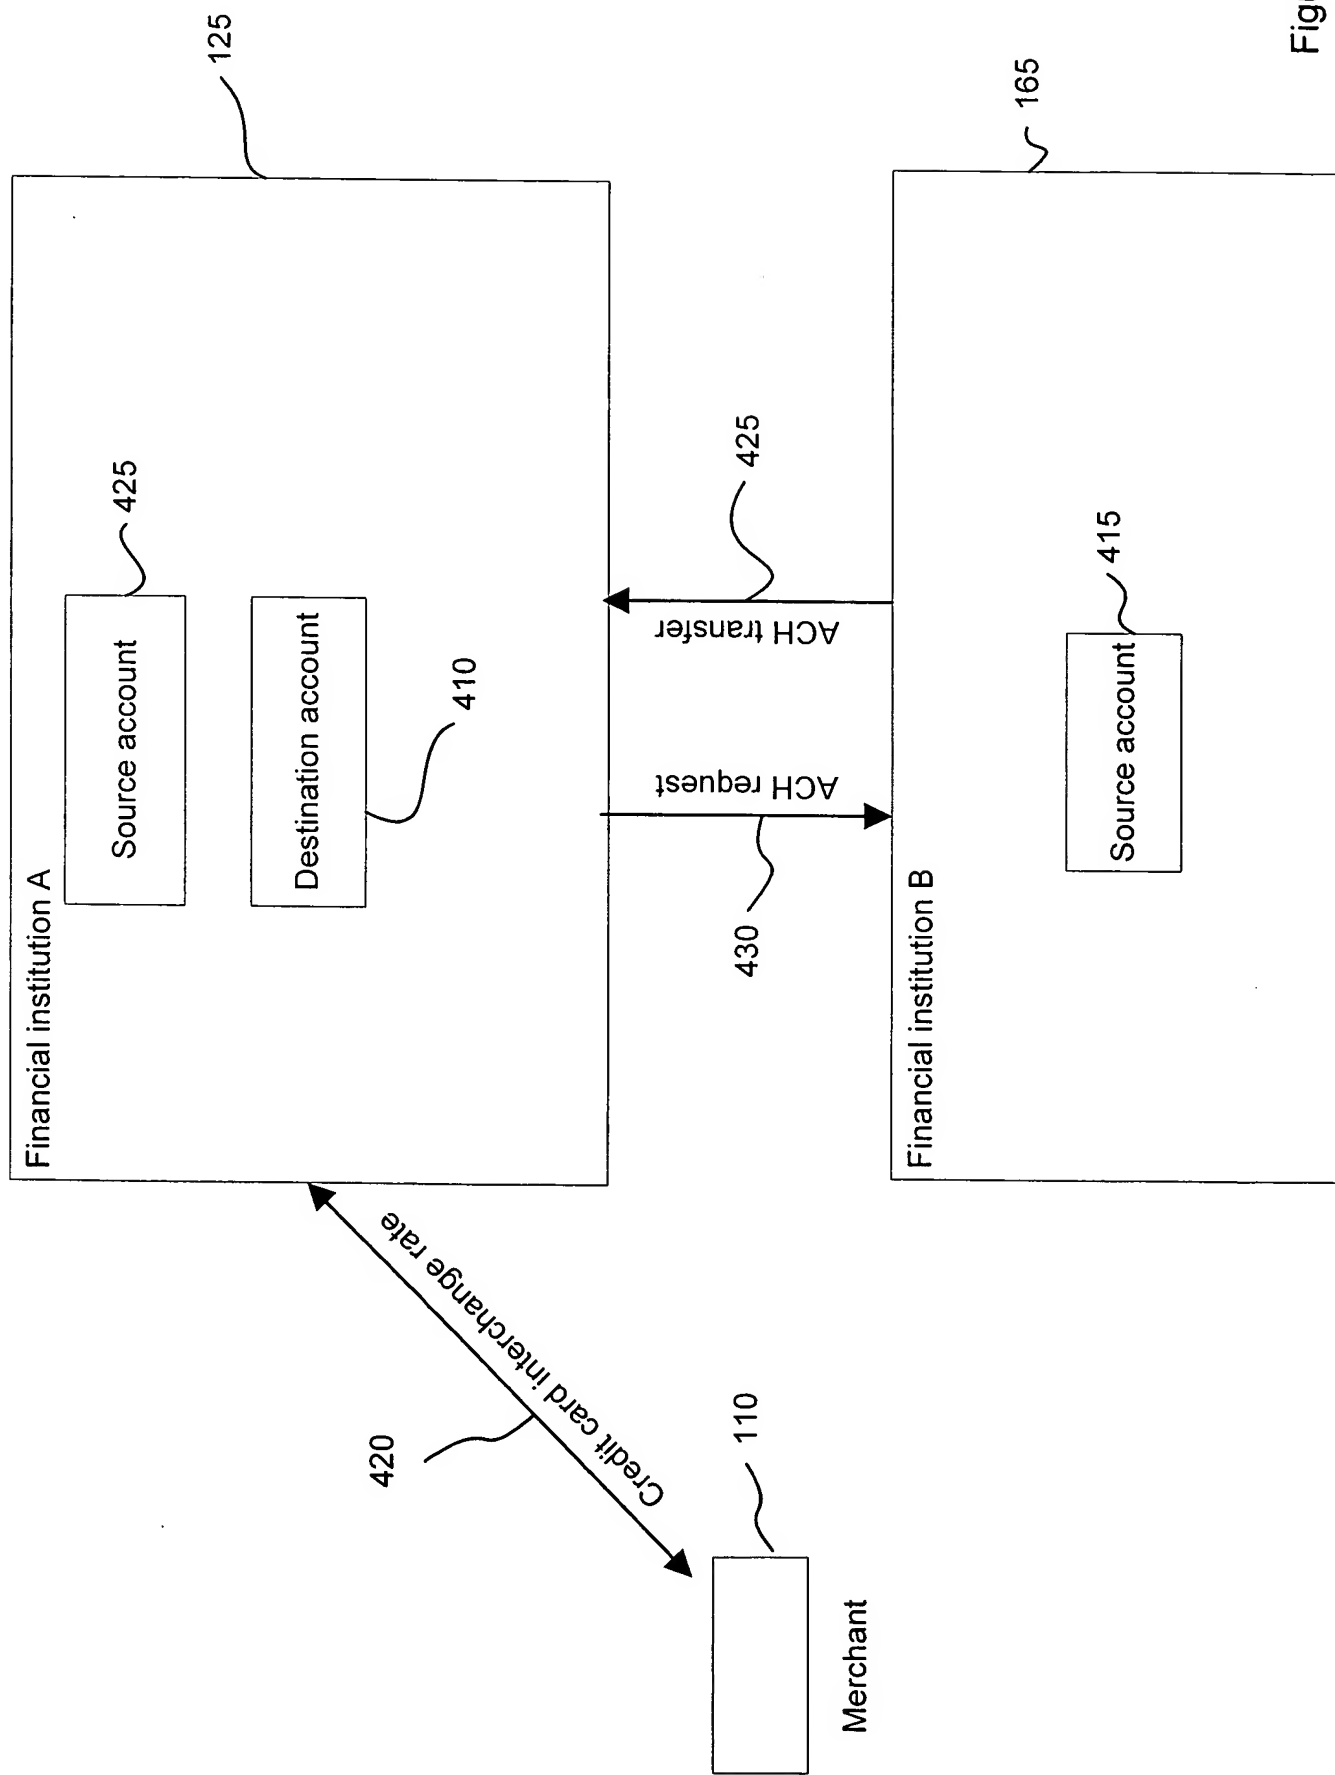 Financial institution A
Source account
425
Destination account
410
125
Credit card interchange rate
420
ACH request
430
ACH transfer
425
Merchant
110
Financial institution B
Source account
415
165